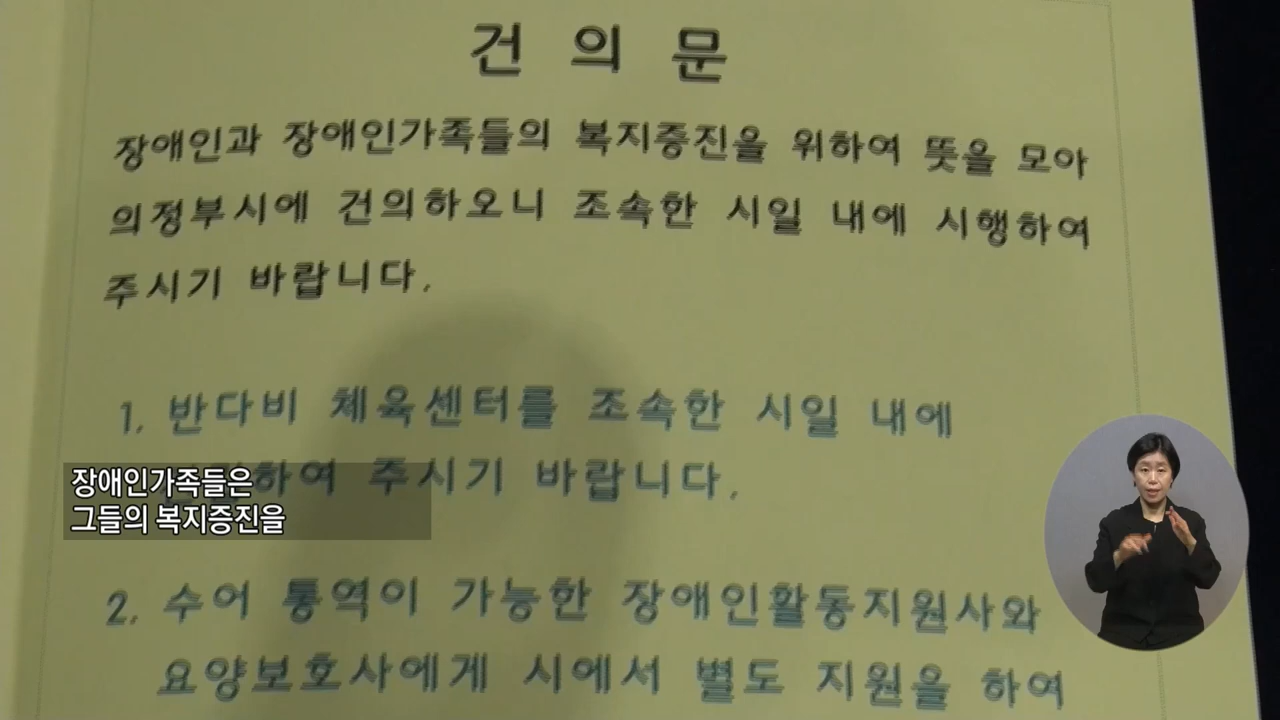 건 의 문
장애인과 장애인가족들의 복지증진을 위하여 뜻을 모아
의정부시에 건의하오니 조속한 시일 내에 시행하여
주시기 바랍니다.
1. 반다비 체육센터를 조속한 시일 내에
하여 주시기 바랍니다.
장애인가족들은
그들의 복지증진을
2. 수어 통역이 가능한 장애인활동지원사와
요양보호사에게 시에서 별도 지원을 하여